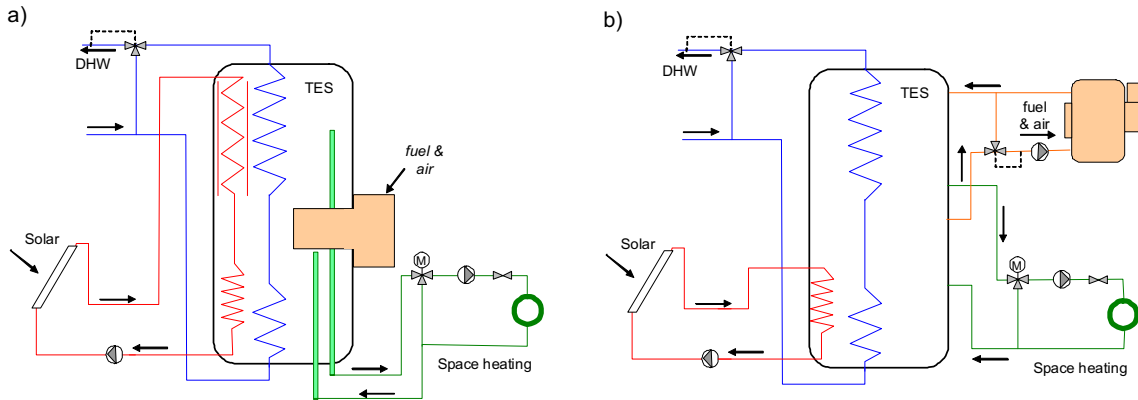 a)
DHW
TES
fuel &
air
Solar
M
Space heating
b)
DHW
TES
fuel
& air
Solar
M
Space heating